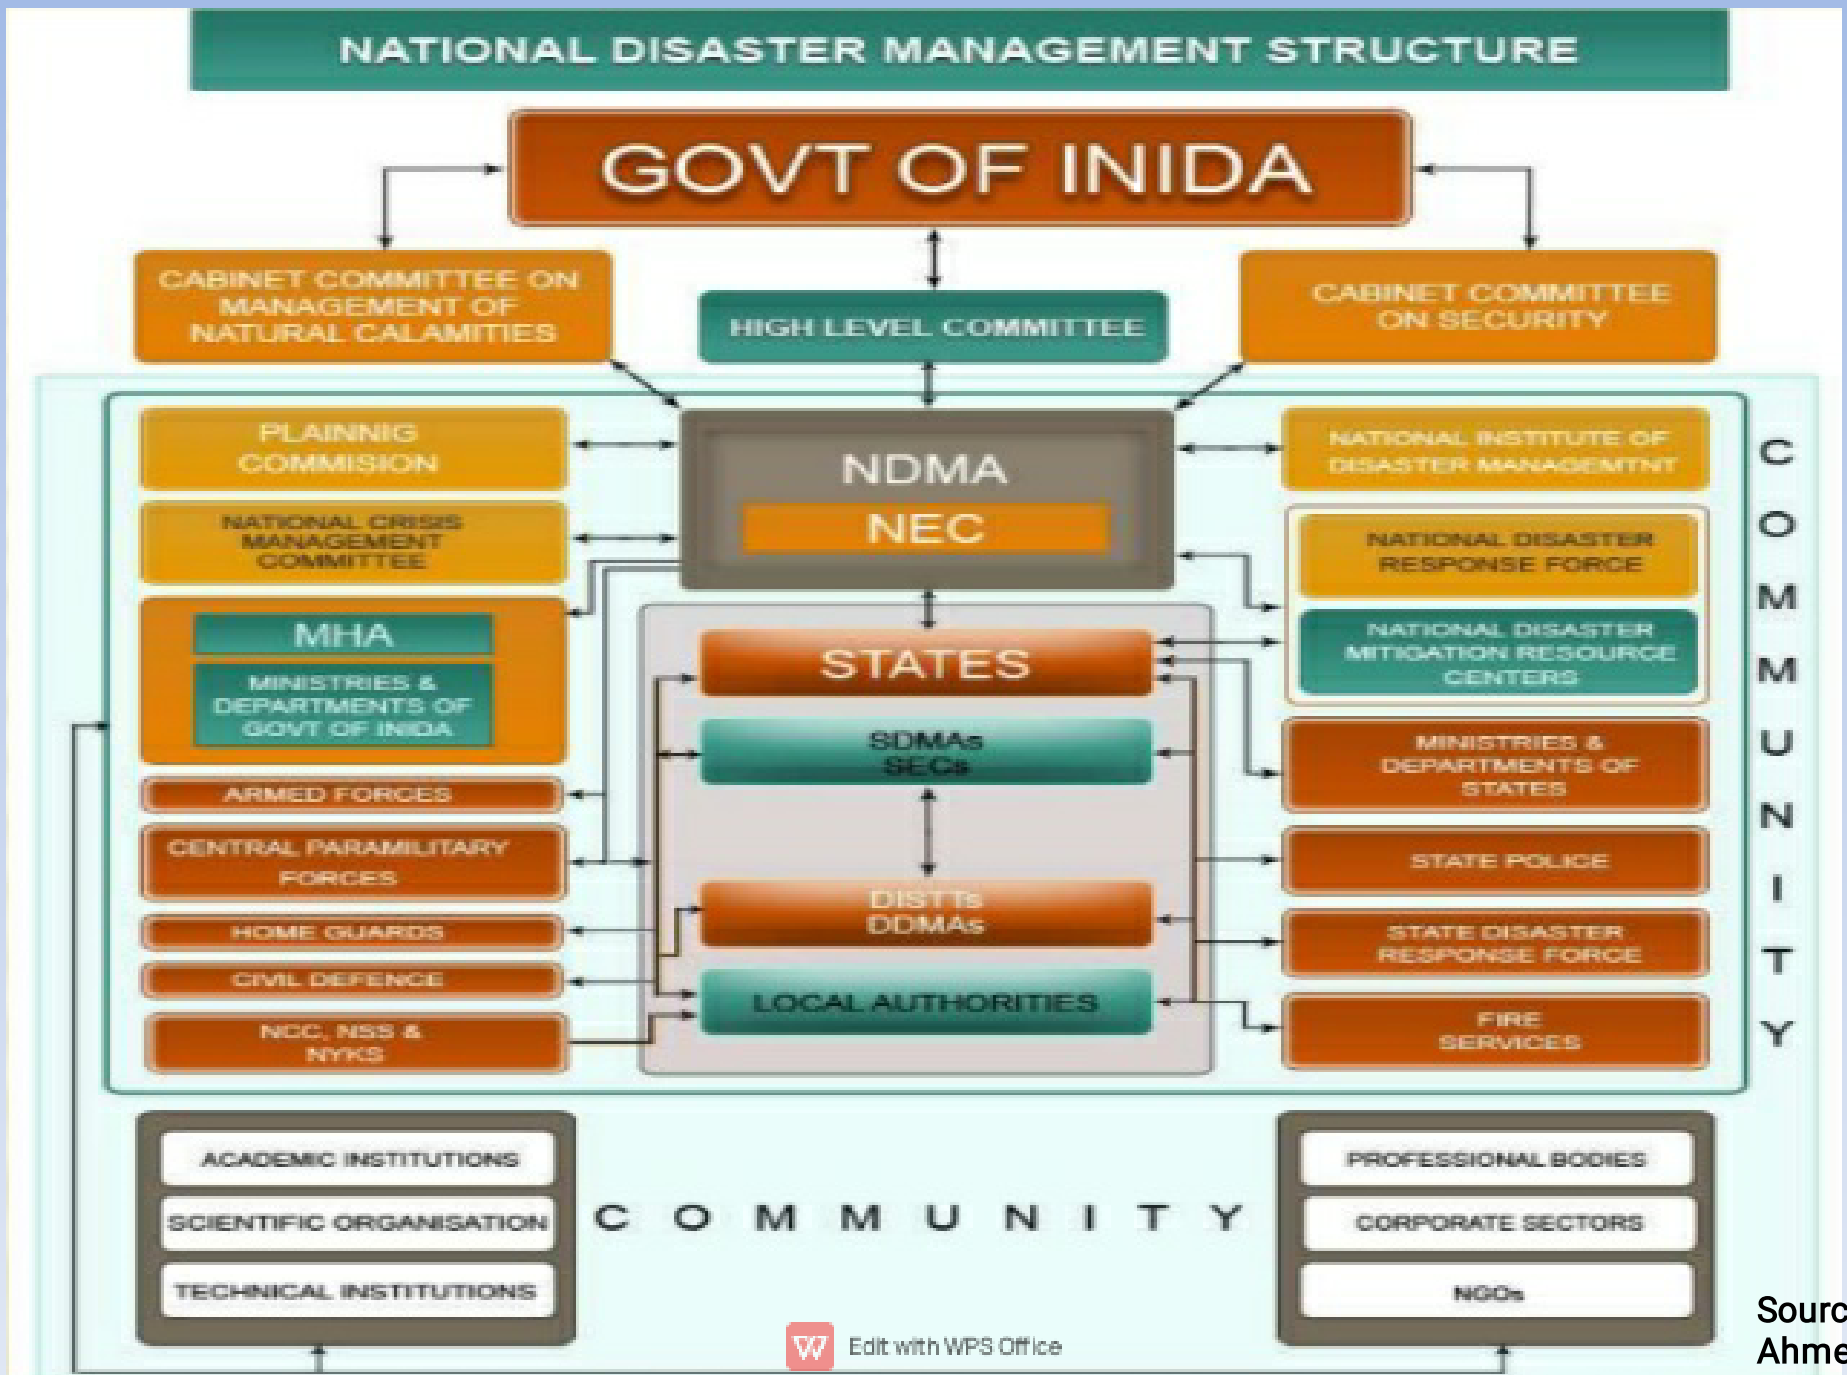 NATIONAL DISASTER MANAGEMENT STRUCTURE
GOVT OF INIDA
CABINET COMMITTEE ON
MANAGEMENT OF
NATURAL CALAMITIES
HIGH LEVEL COMMITTEE
CABINET COMMITTEE
ON SECURITY
PLAINNIG
COMMISION
NATIONAL CRISIS
MANAGEMENT
COMMITTEE
MHA
MINISTRIES &
DEPARTMENTS OF
GOVT OF INIDA
ARMED FORCES
CENTRAL PARAMILITARY
FORCES
HOME GUARDS
CIVIL DEFENCE
NCC, NSS &
NYKS
NDMA
NEC
STATES
SDMAs
SECs
DISTTs
DDMAs
LOCAL AUTHORITIES
NATIONAL INSTITUTE OF
DISASTER MANAGEMTNT
NATIONAL DISASTER
RESPONSE FORCE
NATIONAL DISASTER
MITIGATION RESOURCE
CENTERS
MINISTRIES &
DEPARTMENTS OF
STATES
STATE POLICE
STATE DISASTER
RESPONSE FORCE
FIRE
SERVICES
COMMUNITY
ACADEMIC INSTITUTIONS
SCIENTIFIC ORGANISATION
TECHNICAL INSTITUTIONS
COMMUNITY
PROFESSIONAL BODIES
CORPORATE SECTORS
NGOs
Edit with WPS Office
Sourc
Ahme